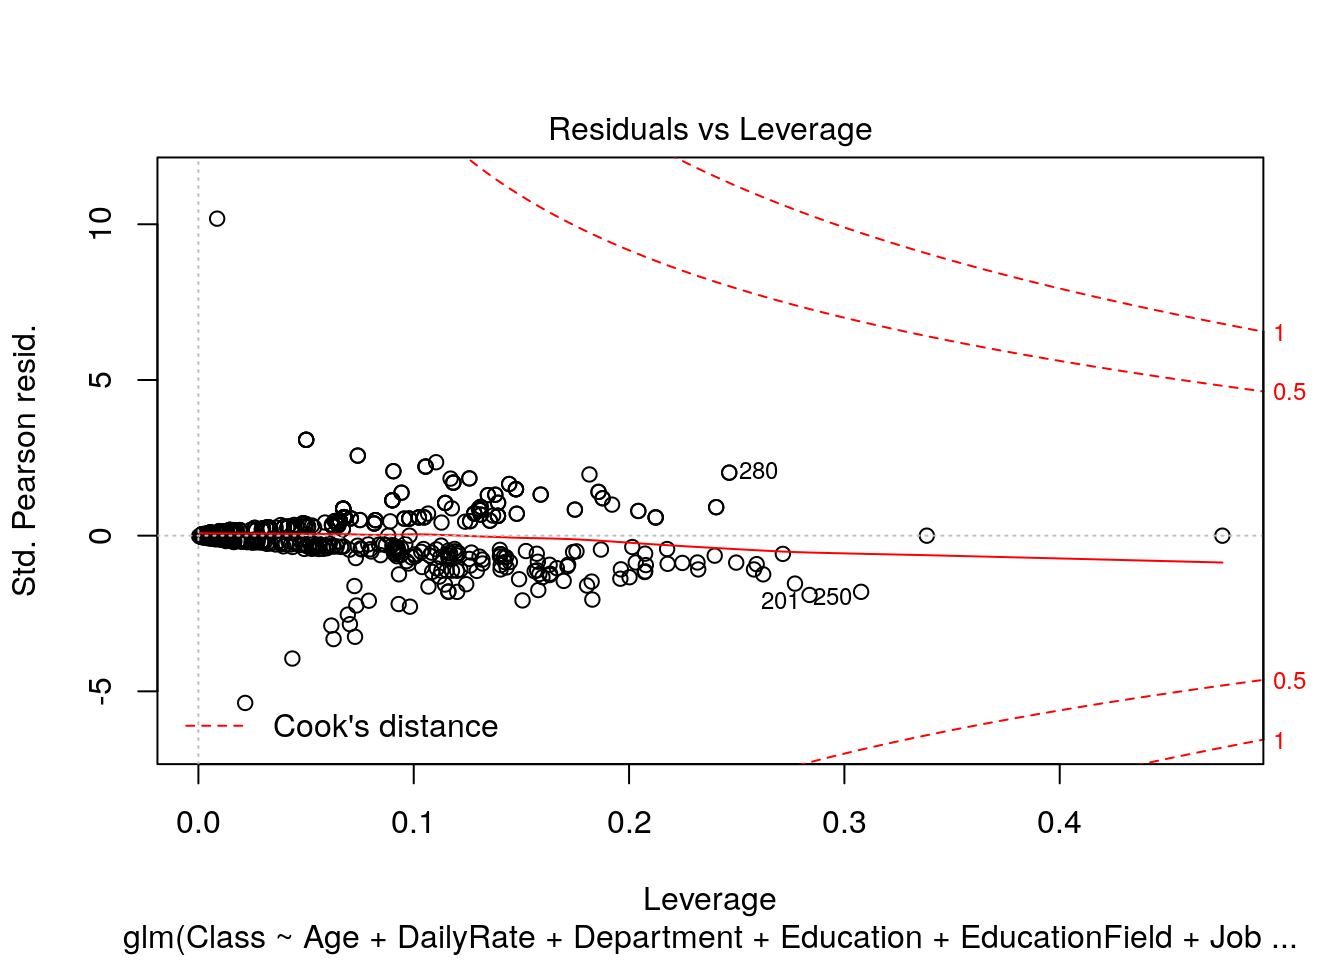 Residuals vs Leverage
Std. Pearson resid.
10
5
0
-5
1
0.5
0.5
1
280
201
250
Cook's distance
0.0 0.1 0.2 0.3 0.4
Leverage
glm(Class ~ Age + DailyRate + Department + Education + EducationField + Job ...